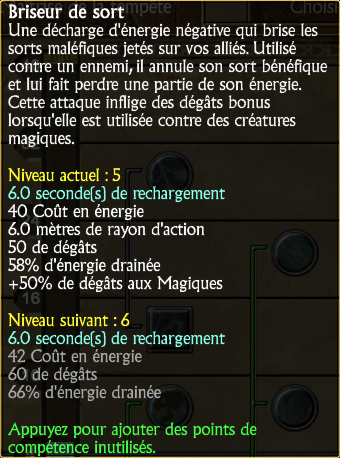 Briseur de sort
Une décharge d'énergie négative qui brise les
sorts maléfiques jetés sur vos alliés. Utilisé
contre un ennemi, il annule son sort bénéfique
et lui fait perdre une partie de son énergie.
Cette attaque inflige des dégâts bonus
lorsqu'elle est utilisée contre des créatures
magiques.
Niveau actuel : 5
6.0 seconde(s) de rechargement
40 Coût en énergie
6.0 mètres de rayon d'action
50 de dégâts
58% d'énergie drainée
+50% de dégâts aux Magiques
16
Niveau suivant : 6
6.0 seconde(s) de rechargement
42 Coût en énergie
60 de dégâts
66% d'énergie drainée
Appuyez pour ajouter des points de
compétence inutilisés.